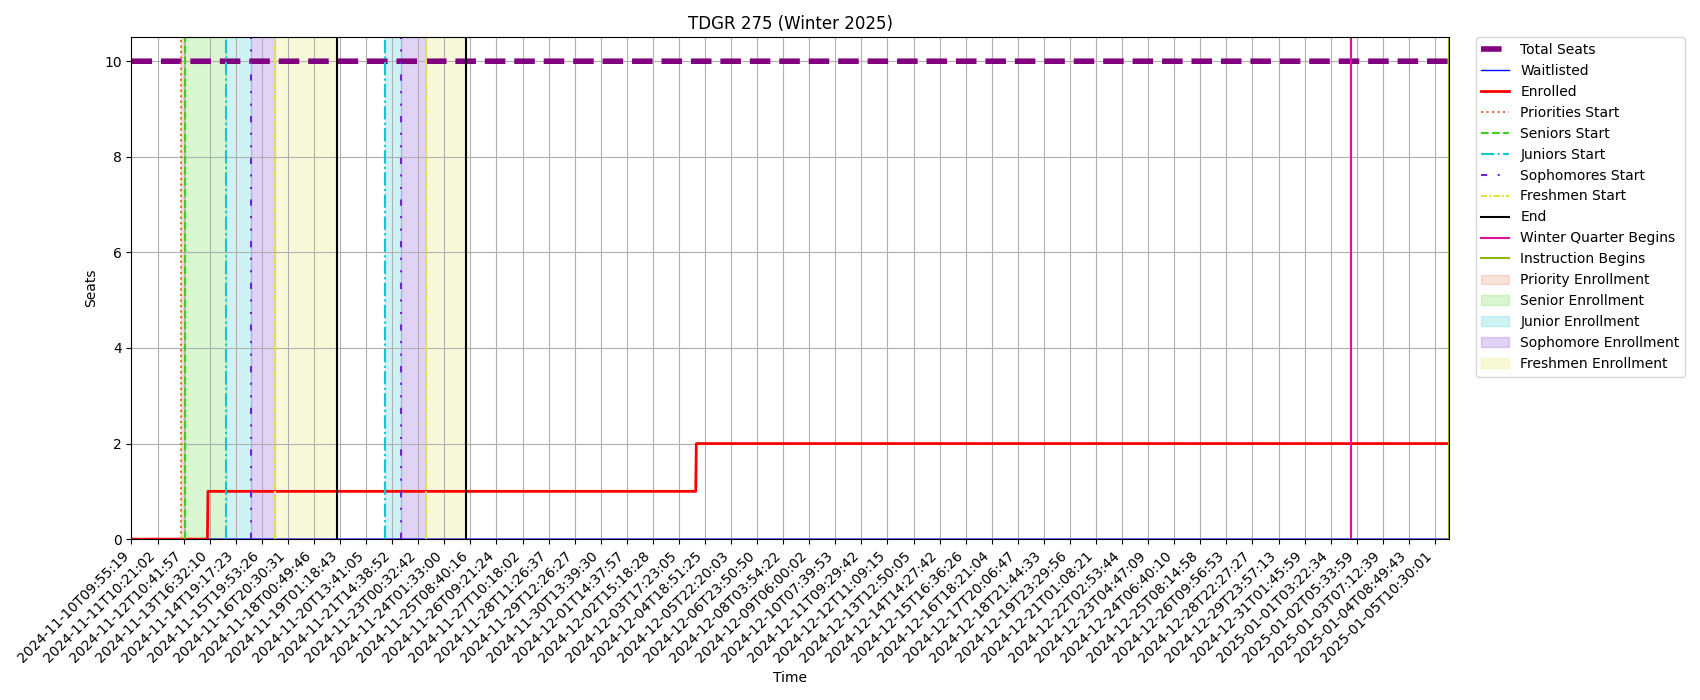 TDGR 275 (Winter 2025)
Seats
10
8
6
4
2
0
2024-11-10T09:55:19
2024-11-11T10:21:02
2024-11-12T10:41:57
2024-11-13T16:32:10
2024-11-14T19:17:23
2024-11-15T19:53:26
2024-11-16T20:30:31
2024-11-18T00:49:46
2024-11-19T01:18:43
2024-11-20T13:41:05
2024-11-21T14:38:52
2024-11-23T00:32:42
2024-11-24T01:33:00
2024-11-25T08:40:16
2024-11-26T09:21:24
2024-11-27T10:18:02
2024-11-28T11:26:37
2024-11-29T12:26:27
2024-11-30T13:39:30
2024-12-01T14:37:57
2024-12-02T15:18:28
2024-12-03T17:23:05
2024-12-04T18:51:25
2024-12-05T22:20:03
2024-12-06T23:50:50
2024-12-08T03:54:22
2024-12-09T06:00:02
2024-12-10T07:39:53
2024-12-11T09:29:42
2024-12-12T11:09:15
2024-12-13T12:50:05
2024-12-14T14:27:42
2024-12-15T16:36:26
2024-12-16T18:21:04
2024-12-17T20:06:47
2024-12-18T21:44:33
2024-12-19T23:29:56
2024-12-21T01:08:21
2024-12-22T02:53:44
2024-12-23T04:47:09
2024-12-24T06:40:10
2024-12-25T08:14:58
2024-12-26T09:56:53
2024-12-28T22:27:27
2024-12-29T23:57:13
2024-12-31T01:45:59
2025-01-01T03:22:34
2025-01-02T05:33:59
2025-01-03T07:12:39
2025-01-04T08:49:43
2025-01-05T10:30:01
Time
Total Seats
Waitlisted
Enrolled
Priorities Start
Seniors Start
Juniors Start
Sophomores Start
Freshmen Start
End
Winter Quarter Begins
Instruction Begins
Priority Enrollment
Senior Enrollment
Junior Enrollment
Sophomore Enrollment
Freshmen Enrollment